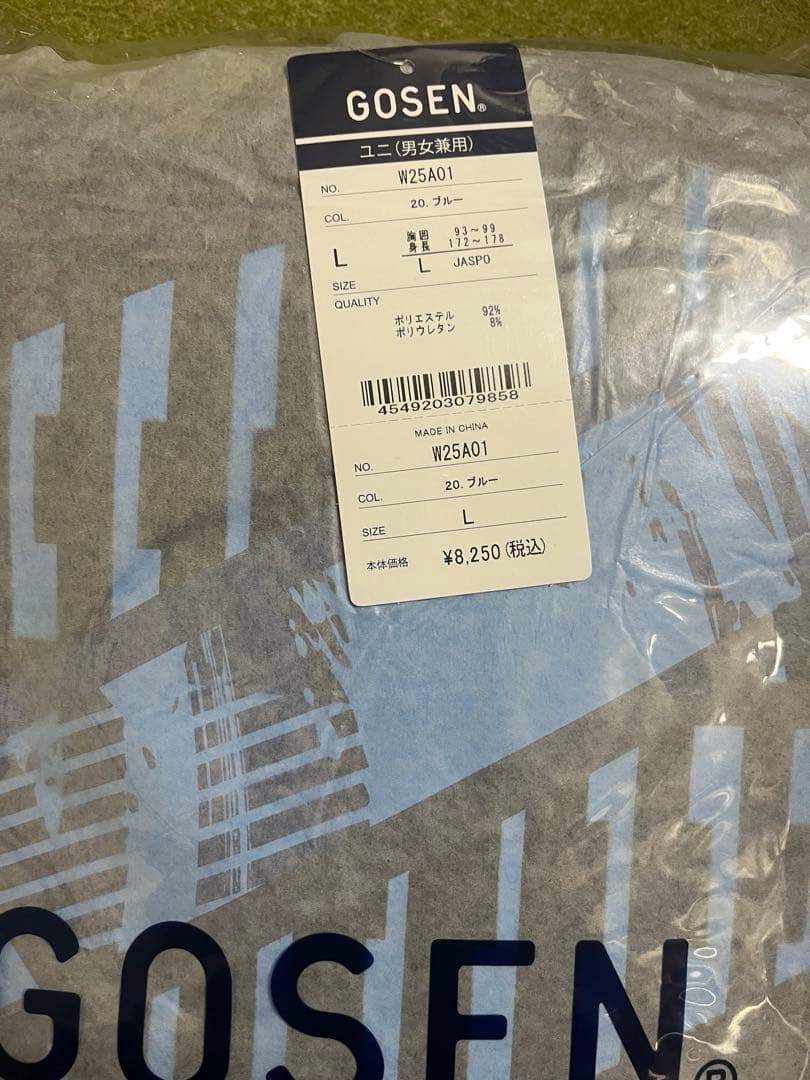 GOSEN®
ユニ(男女兼用)
NO. W25A01
COL. 20.ブルー
L 胸囲 93～99
身長 172～178
SIZE L JASPO
QUALITY
ポリエステル 92%
ポリウレタン 8%
4549203079858
MADE IN CHINA
NO. W25A01
COL. 20.ブルー
SIZE L
本体価格 ¥8,250(税込)
GOSEN®